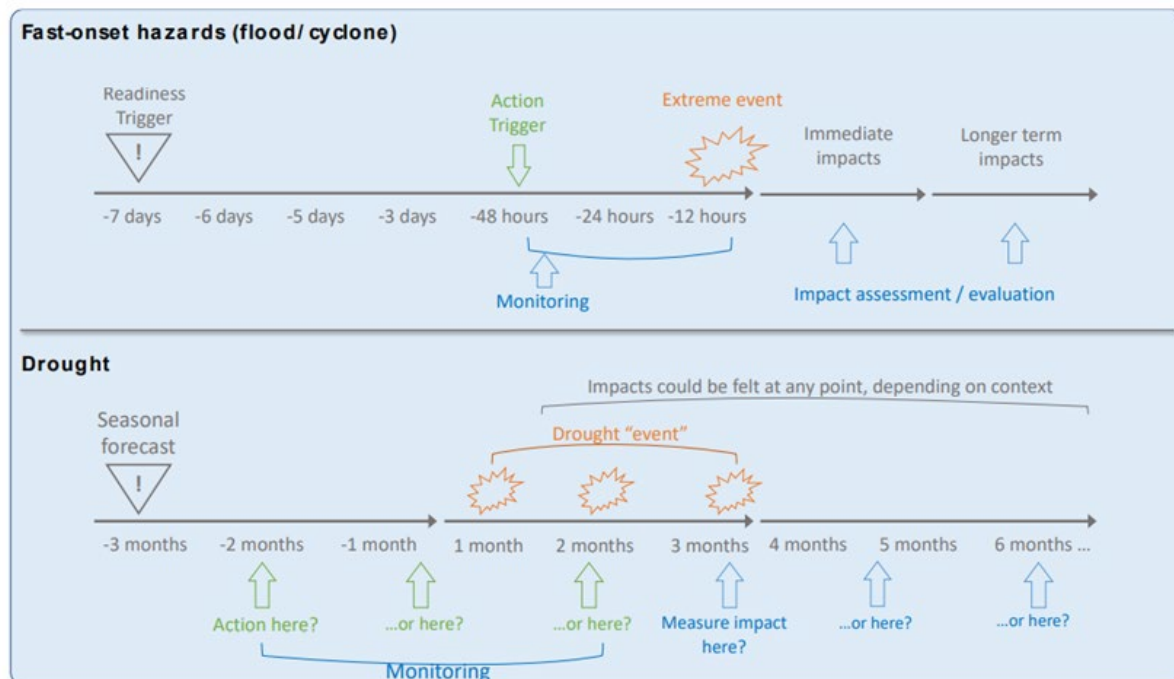 Fast-onset hazards (flood/ cyclone)
Readiness
Trigger
!
Action
Trigger
Extreme event
Immediate
impacts
Longer term
impacts
-7 days
-6 days
-5 days
-3 days
-48 hours
-24 hours
-12 hours
Monitoring
Impact assessment / evaluation
Drought
Impacts could be felt at any point, depending on context
Seasonal
forecast
!
Drought “event”
-3 months
-2 months
-1 month
1 month
2 months
3 months
4 months
5 months
6 months ...
Action here?
...or here?
...or here?
Measure impact
here?
...or here?
...or here?
Monitoring